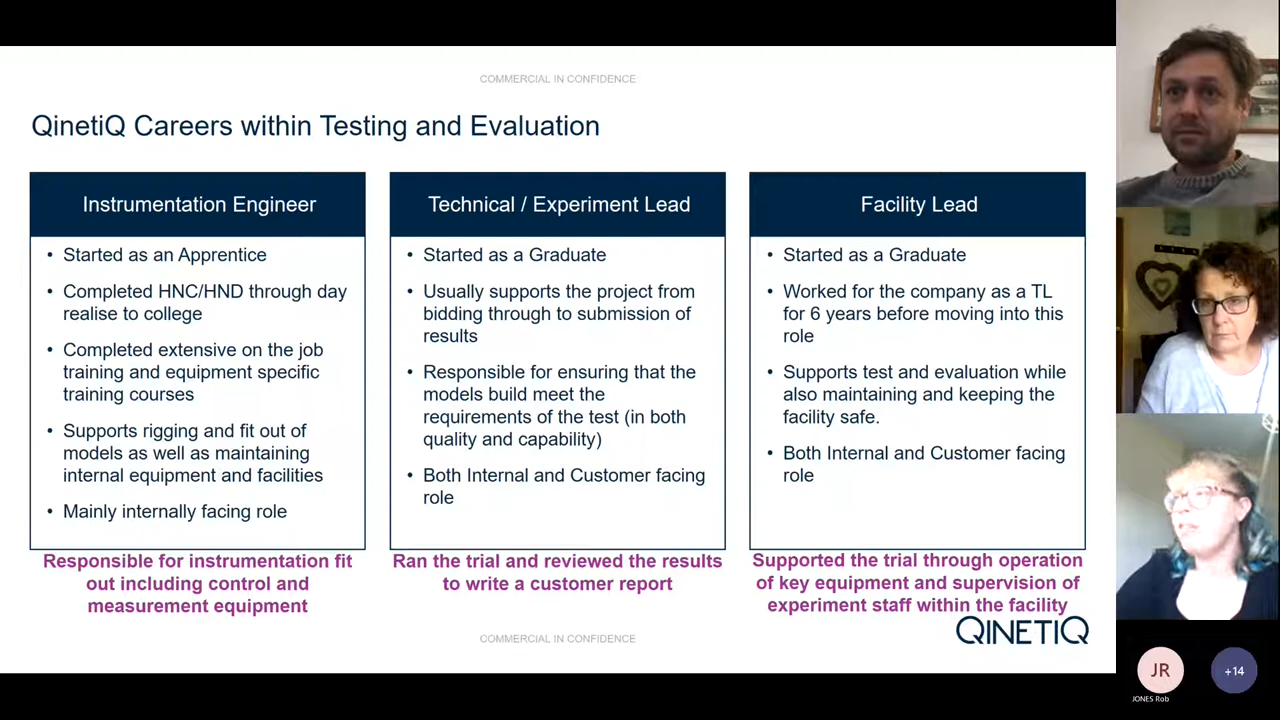 COMMERCIAL IN CONFIDENCE
QinetiQ Careers within Testing and Evaluation
Instrumentation Engineer
• Started as an Apprentice
• Completed HNC/HND through day
realise to college
• Completed extensive on the job
training and equipment specific
training courses
• Supports rigging and fit out of
models as well as maintaining
internal equipment and facilities
• Mainly internally facing role
Responsible for instrumentation fit
out including control and
measurement equipment
Technical / Experiment Lead
• Started as a Graduate
• Usually supports the project from
bidding through to submission of
results
• Responsible for ensuring that the
models build meet the
requirements of the test (in both
quality and capability)
• Both Internal and Customer facing
role
Ran the trial and reviewed the results
to write a customer report
Facility Lead
• Started as a Graduate
• Worked for the company as a TL
for 6 years before moving into this
role
• Supports test and evaluation while
also maintaining and keeping the
facility safe.
• Both Internal and Customer facing
role
Supported the trial through operation
of key equipment and supervision of
experiment staff within the facility
COMMERCIAL IN CONFIDENCE
QINETIQ
JR
JONES Rob
+14